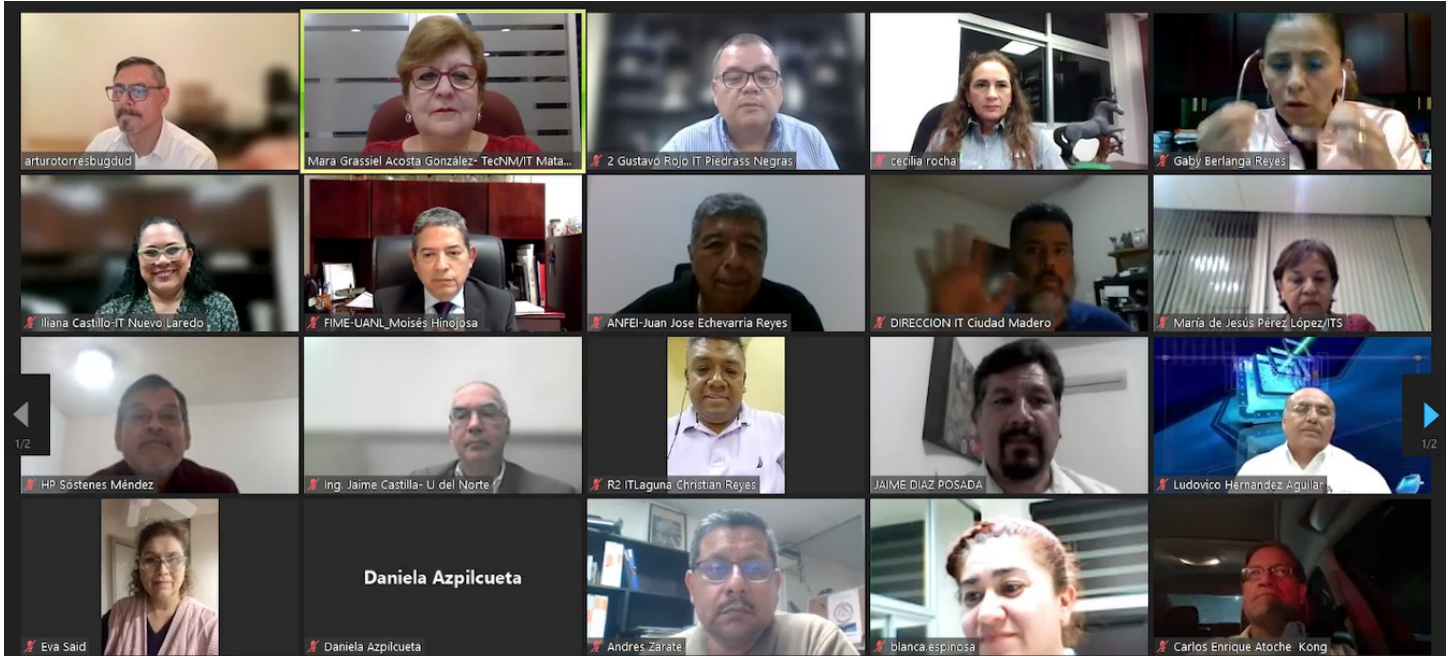 arturotorresbugdud
Mara Grassiel Acosta González- TecNM/IT Mata...
2 Gustavo Rojo IT Piedrass Negras
cecilia rocha
Gaby Berlanga Reyes
Iliana Castillo-IT Nuevo Laredo
FIME-UANL_Moisés Hinojosa
ANFEI-Juan Jose Echevarria Reyes
DIRECCION IT Ciudad Madero
María de Jesús Pérez López/ITS
HP Sóstenes Méndez
Ing. Jaime Castilla- U del Norte
R2 ITLaguna Christian Reyes
JAIME DIAZ POSADA
Ludovico Hernandez Aguilar
1/2
1/2
Eva Said
Daniela Azpilcueta
Daniela Azpilcueta
Andres Zarate
blanca.espinosa
Carlos Enrique Atoche Kong